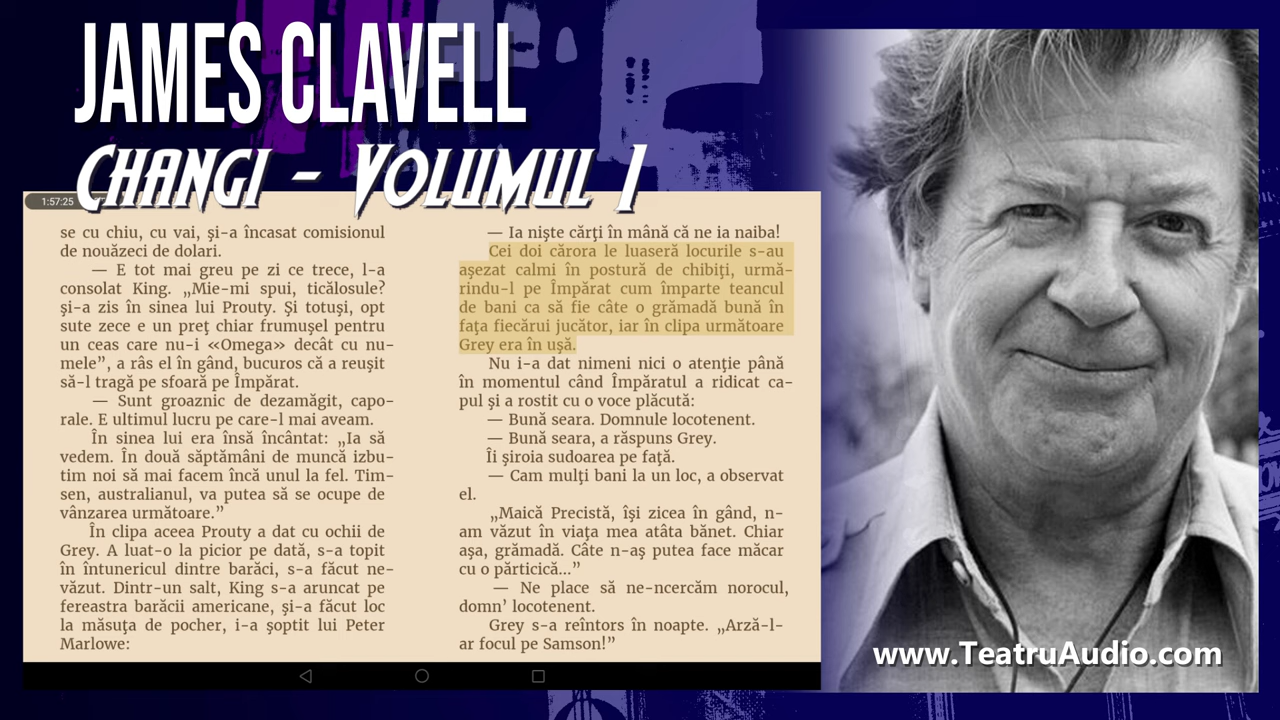 JAMES CLAVELL
CHANGI - VOLUMUL I
1:57:25
se cu chiu, cu vai, şi-a încasat comisionul
de nouăzeci de dolari.
— E tot mai greu pe zi ce trece, l-a
consolat King. „Mie-mi spui, ticălosule?
şi-a zis în sinea lui Prouty. Şi totuşi, opt
sute zece e un preţ chiar frumuşel pentru
un ceas care nu-i «Omega» decât cu nu-
mele”, a râs el în gând, bucuros că a reuşit
să-l tragă pe sfoară pe Împărat.
— Sunt groaznic de dezamăgit, capo-
rale. E ultimul lucru pe care-l mai aveam.
În sinea lui era însă încântat: „Ia să
vedem. În două săptămâni de muncă izbu-
tim noi să mai facem încă unul la fel. Tim-
sen, australianul, va putea să se ocupe de
vânzarea următoare.”
În clipa aceea Prouty a dat cu ochii de
Grey. A luat-o la picior pe dată, s-a topit
în întunericul dintre barăci, s-a făcut ne-
văzut. Dintr-un salt, King s-a aruncat pe
fereastra barăcii americane, şi-a făcut loc
la măsuţa de pocher, i-a şoptit lui Peter
Marlowe:
— Ia nişte cărţi în mână că ne ia naiba!
Cei doi cărora le luaseră locurile s-au
aşezat calmi în postură de chibiţi, urmă-
rindu-l pe Împărat cum împarte teancul
de bani ca să fie câte o grămadă bună în
faţa fiecărui jucător, iar în clipa următoare
Grey era în uşă.
Nu i-a dat nimeni nici o atenţie până
în momentul când Împăratul a ridicat ca-
pul şi a rostit cu o voce plăcută:
— Bună seara. Domnule locotenent.
— Bună seara, a răspuns Grey.
Îi şiroia sudoarea pe faţă.
— Cam mulţi bani la un loc, a observat
el.
„Maică Precistă, îşi zicea în gând, n-
am văzut în viaţa mea atâta bănet. Chiar
aşa, grămadă. Câte n-aş putea face măcar
cu o părticică...”
— Ne place să ne-ncercăm norocul,
domn’ locotenent.
Grey s-a reîntors în noapte. „Arză-l-
ar focul pe Samson!”
www.TeatruAudio.com